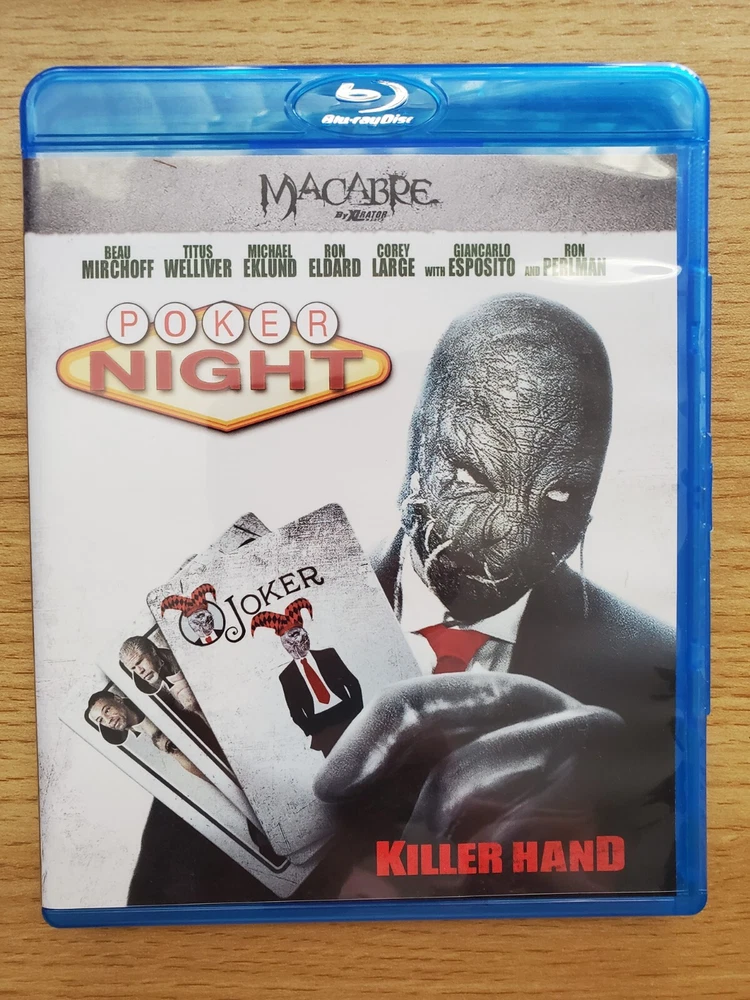 Blu-ray Disc
MACABRE
By XLRATOR
MEDIA
BEAU MIRCHOFF TITUS WELLIVER MICHAEL EKLUND RON ELDARD COREY LARGE WITH GIANCARLO ESPOSITO AND RON PERLMAN
POKER
NIGHT
JOKER
KILLER HAND